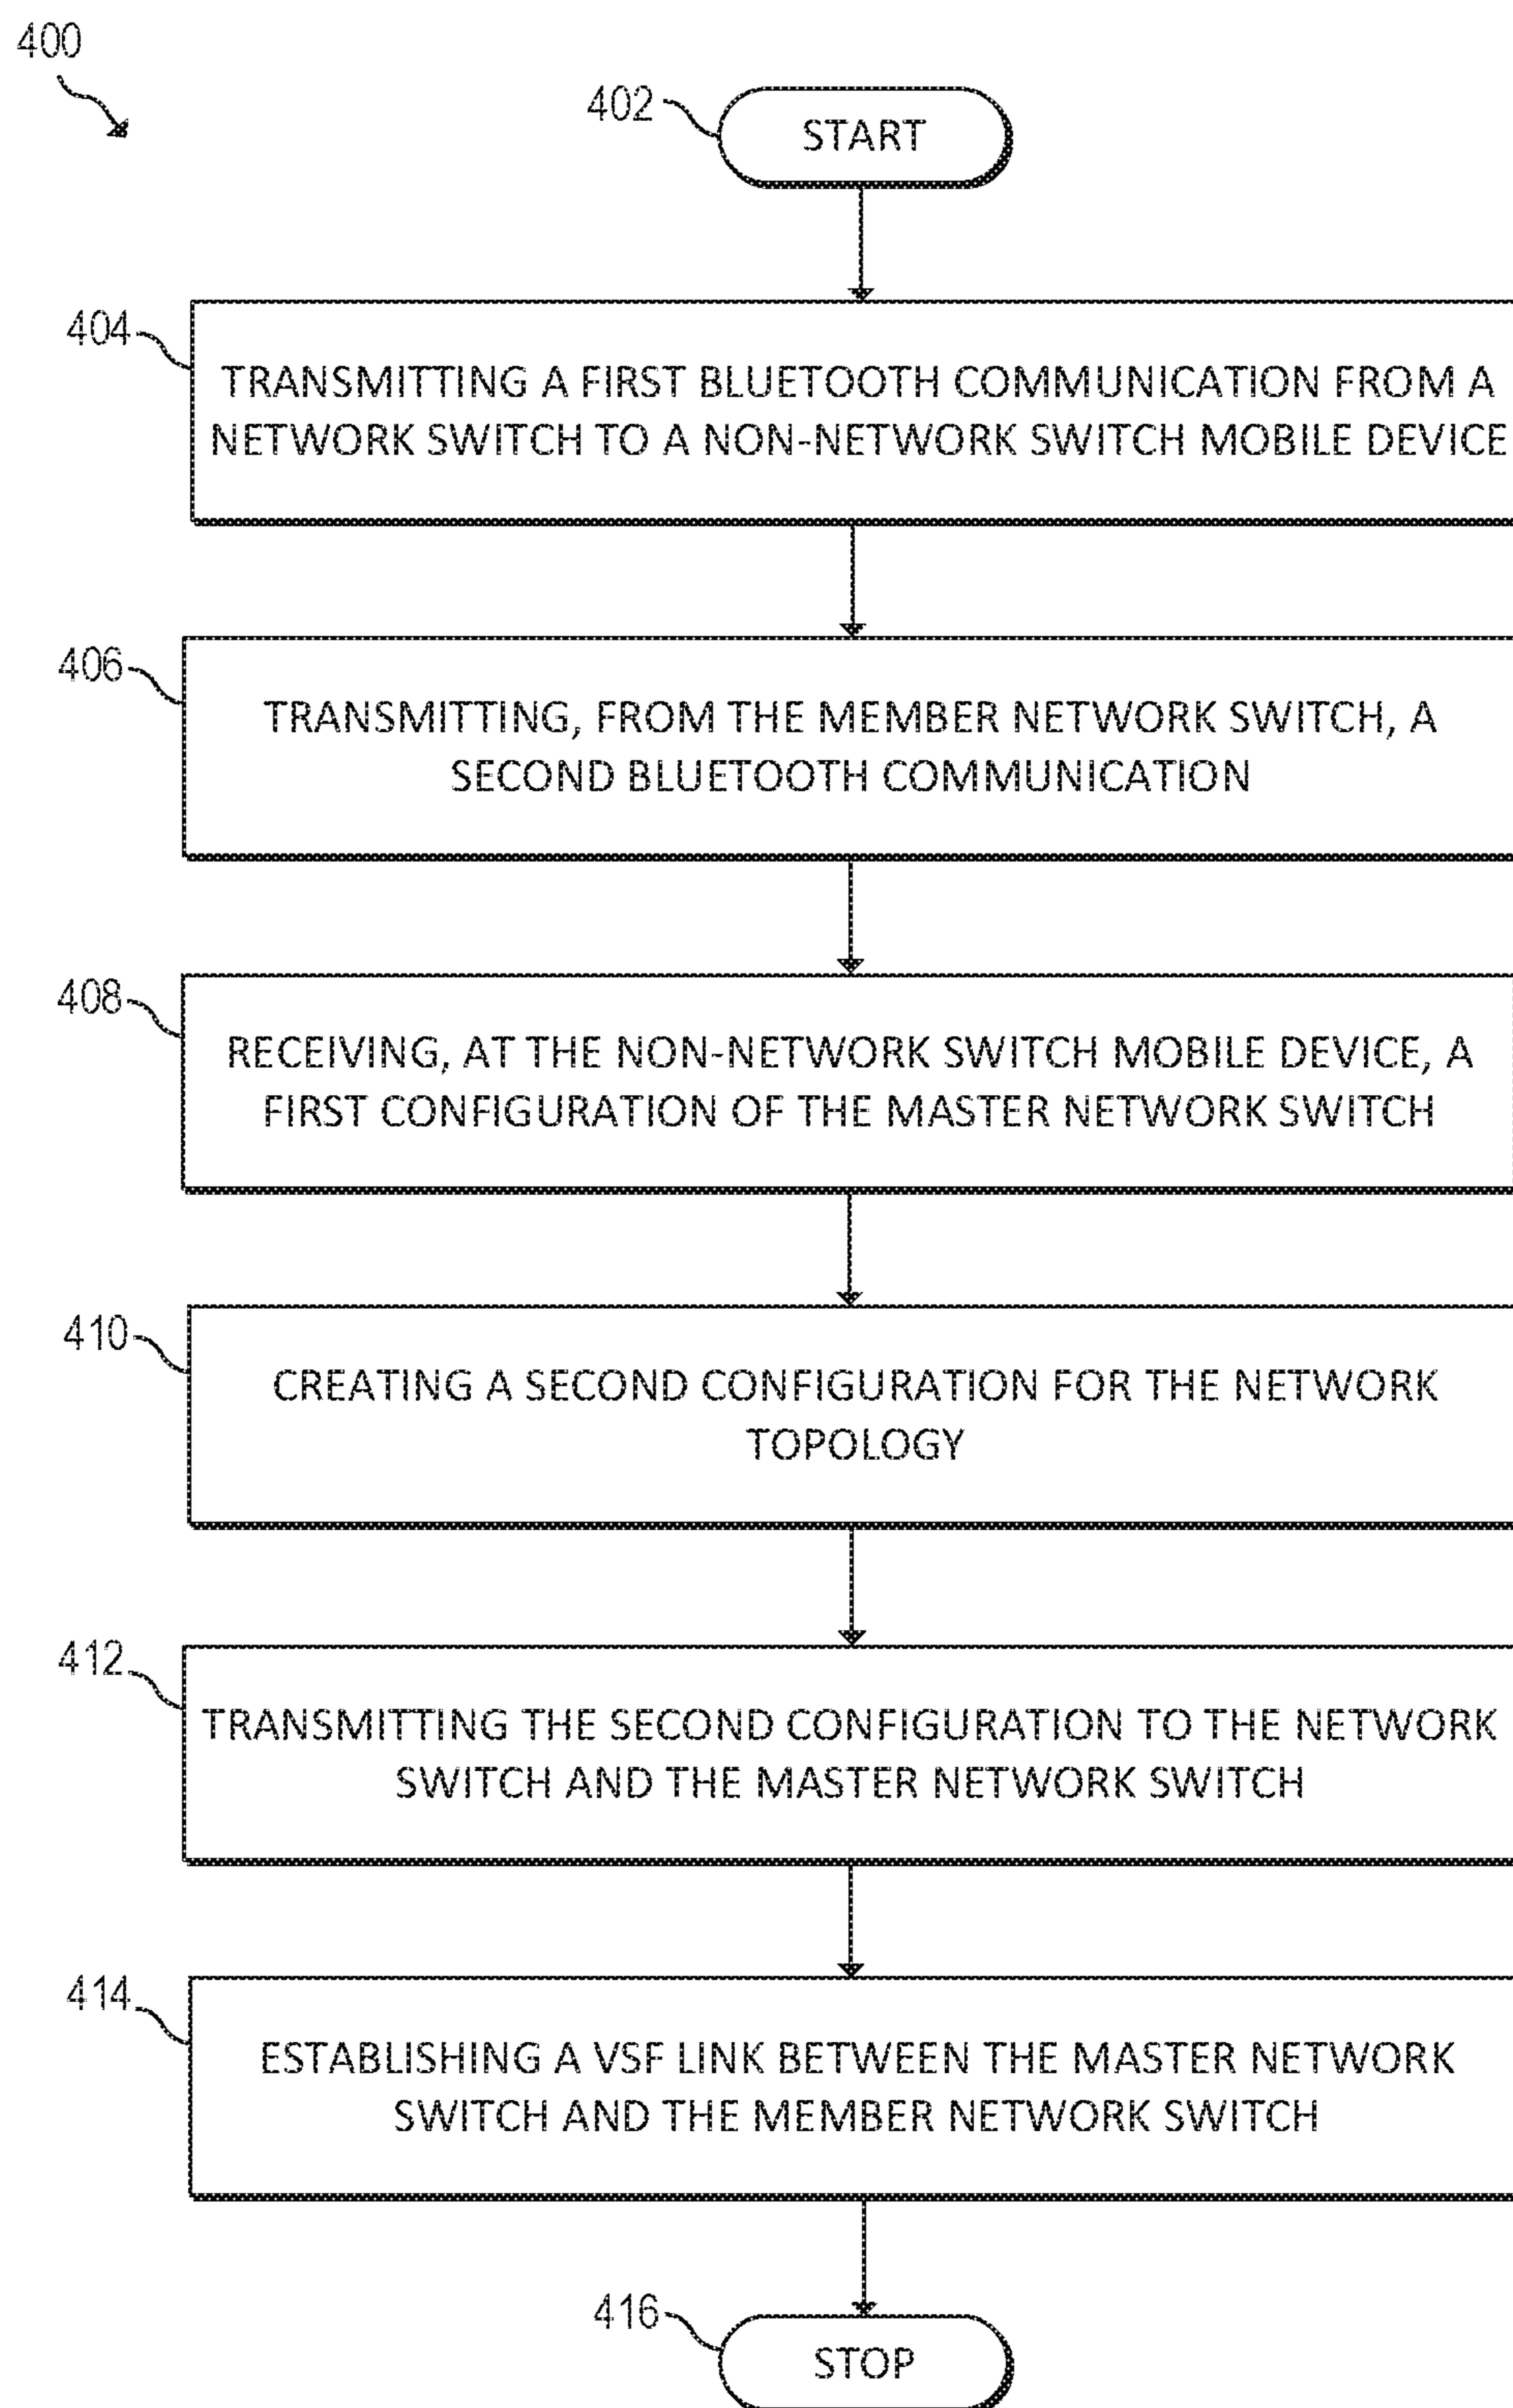 400
402
START
404
TRANSMITTING A FIRST BLUETOOTH COMMUNICATION FROM A
NETWORK SWITCH TO A NON-NETWORK SWITCH MOBILE DEVICE
406
TRANSMITTING, FROM THE MEMBER NETWORK SWITCH, A
SECOND BLUETOOTH COMMUNICATION
408
RECEIVING, AT THE NON-NETWORK SWITCH MOBILE DEVICE, A
FIRST CONFIGURATION OF THE MASTER NETWORK SWITCH
410
CREATING A SECOND CONFIGURATION FOR THE NETWORK
TOPOLOGY
412
TRANSMITTING THE SECOND CONFIGURATION TO THE NETWORK
SWITCH AND THE MASTER NETWORK SWITCH
414
ESTABLISHING A VSF LINK BETWEEN THE MASTER NETWORK
SWITCH AND THE MEMBER NETWORK SWITCH
416
STOP